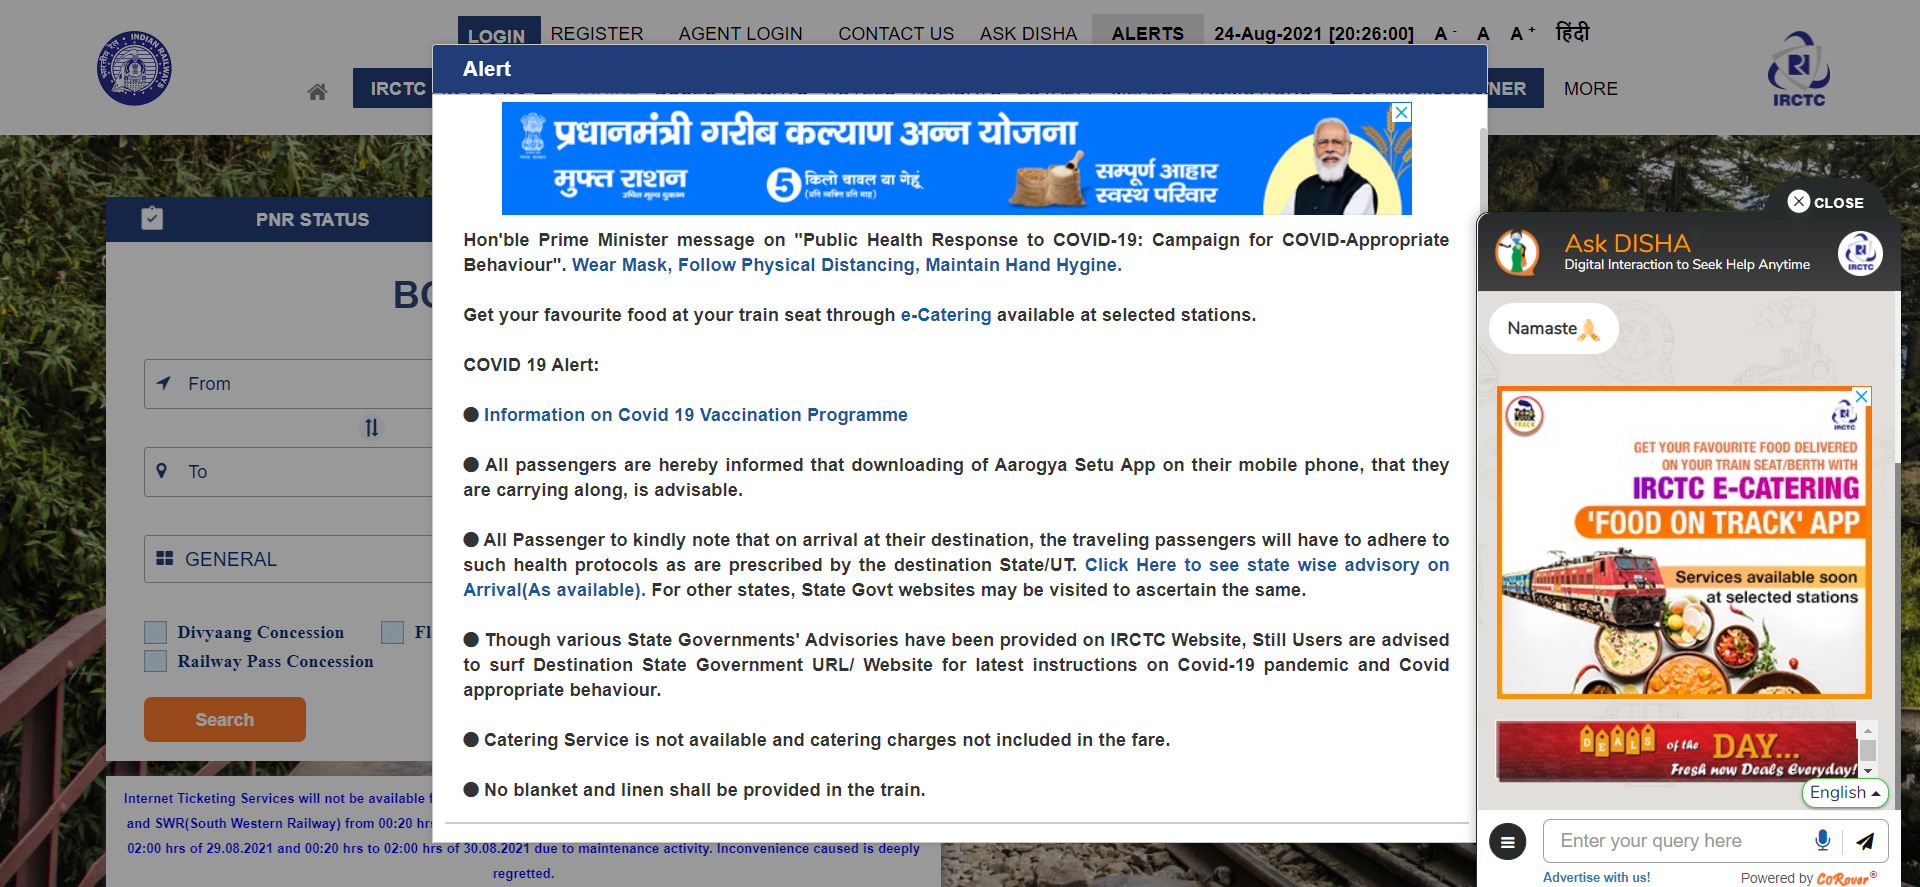 LOGIN REGISTER AGENT LOGIN CONTACT US ASK DISHA ALERTS 24-Aug-2021 [20:26:00] A - A A + हिंदी
INDIAN RAILWAYS
IRCTC
NER MORE
IRCTC
Alert
प्रधानमंत्री गरीब कल्याण अन्न योजना
मुफ्त राशन
उचित मूल्य दुकान
5 किलो चावल या गेहूं
(प्रति व्यक्ति प्रति माह)
सम्पूर्ण आहार
स्वस्थ परिवार
Hon'ble Prime Minister message on "Public Health Response to COVID-19: Campaign for COVID-Appropriate
Behaviour". Wear Mask, Follow Physical Distancing, Maintain Hand Hygine.
Get your favourite food at your train seat through e-Catering available at selected stations.
COVID 19 Alert:
● Information on Covid 19 Vaccination Programme
● All passengers are hereby informed that downloading of Aarogya Setu App on their mobile phone, that they
are carrying along, is advisable.
● All Passenger to kindly note that on arrival at their destination, the traveling passengers will have to adhere to
such health protocols as are prescribed by the destination State/UT. Click Here to see state wise advisory on
Arrival(As available). For other states, State Govt websites may be visited to ascertain the same.
● Though various State Governments' Advisories have been provided on IRCTC Website, Still Users are advised
to surf Destination State Government URL/ Website for latest instructions on Covid-19 pandemic and Covid
appropriate behaviour.
● Catering Service is not available and catering charges not included in the fare.
● No blanket and linen shall be provided in the train.
PNR STATUS
BO
From
To
GENERAL
Divyaang Concession Fl
Railway Pass Concession
Search
Internet Ticketing Services will not be available f
and SWR(South Western Railway) from 00:20 hrs
02:00 hrs of 29.08.2021 and 00:20 hrs to 02:00 hrs of 30.08.2021 due to maintenance activity. Inconvenience caused is deeply
regretted.
CLOSE
Ask DISHA
Digital Interaction to Seek Help Anytime
IRCTC
Namaste
TRACK
IRCTC
GET YOUR FAVOURITE FOOD DELIVERED
ON YOUR TRAIN SEAT/BERTH WITH
IRCTC E-CATERING
'FOOD ON TRACK' APP
Services available soon
at selected stations
DEALS of the DAY...
Fresh new Deals Everyday!
English
Enter your query here
Advertise with us!
Powered by CoRover®